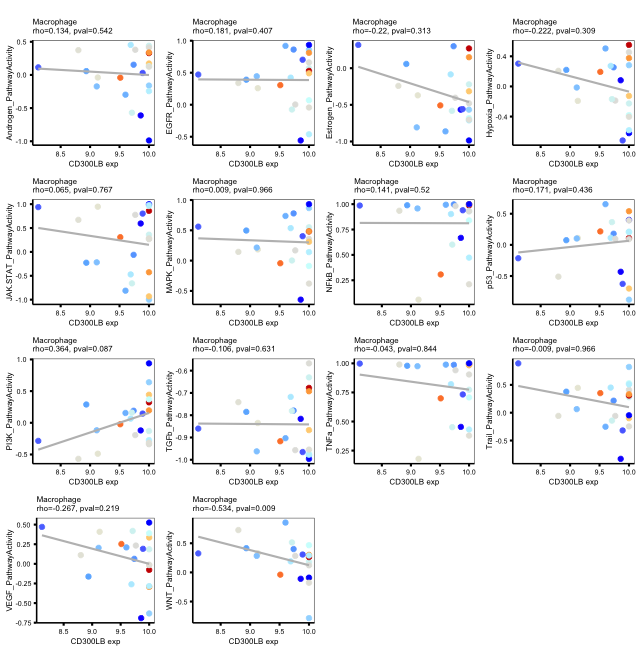 Macrophage
rho=0.134, pval=0.542
Androgen_PathwayActivity
0.5
0.0
-0.5
-1.0
8.5 9.0 9.5 10.0
CD300LB exp
Macrophage
rho=0.181, pval=0.407
EGFR_PathwayActivity
1.0
0.5
0.0
-0.5
8.5 9.0 9.5 10.0
CD300LB exp
Macrophage
rho=-0.22, pval=0.313
Estrogen_PathwayActivity
0.0
-0.5
-1.0
8.5 9.0 9.5 10.0
CD300LB exp
Macrophage
rho=-0.222, pval=0.309
Hypoxia_PathwayActivity
0.4
0.0
-0.4
8.5 9.0 9.5 10.0
CD300LB exp
Macrophage
rho=0.065, pval=0.767
JAK.STAT_PathwayActivity
1.0
0.5
0.0
-0.5
-1.0
8.5 9.0 9.5 10.0
CD300LB exp
Macrophage
rho=0.009, pval=0.966
MAPK_PathwayActivity
1.0
0.5
0.0
-0.5
8.5 9.0 9.5 10.0
CD300LB exp
Macrophage
rho=0.141, pval=0.52
NFkB_PathwayActivity
1.00
0.75
0.50
0.25
8.5 9.0 9.5 10.0
CD300LB exp
Macrophage
rho=0.171, pval=0.436
p53_PathwayActivity
0.5
0.0
-0.5
8.5 9.0 9.5 10.0
CD300LB exp
Macrophage
rho=0.364, pval=0.087
PI3K_PathwayActivity
1.0
0.5
0.0
-0.5
8.5 9.0 9.5 10.0
CD300LB exp
Macrophage
rho=-0.106, pval=0.631
TGFb_PathwayActivity
-0.6
-0.7
-0.8
-0.9
-1.0
8.5 9.0 9.5 10.0
CD300LB exp
Macrophage
rho=-0.043, pval=0.844
TNFa_PathwayActivity
1.00
0.75
0.50
0.25
8.5 9.0 9.5 10.0
CD300LB exp
Macrophage
rho=-0.009, pval=0.966
Trail_PathwayActivity
0.5
0.0
-0.5
8.5 9.0 9.5 10.0
CD300LB exp
Macrophage
rho=-0.267, pval=0.219
VEGF_PathwayActivity
0.50
0.25
0.00
-0.25
-0.50
-0.75
8.5 9.0 9.5 10.0
CD300LB exp
Macrophage
rho=-0.534, pval=0.009
WNT_PathwayActivity
0.5
0.0
-0.5
8.5 9.0 9.5 10.0
CD300LB exp